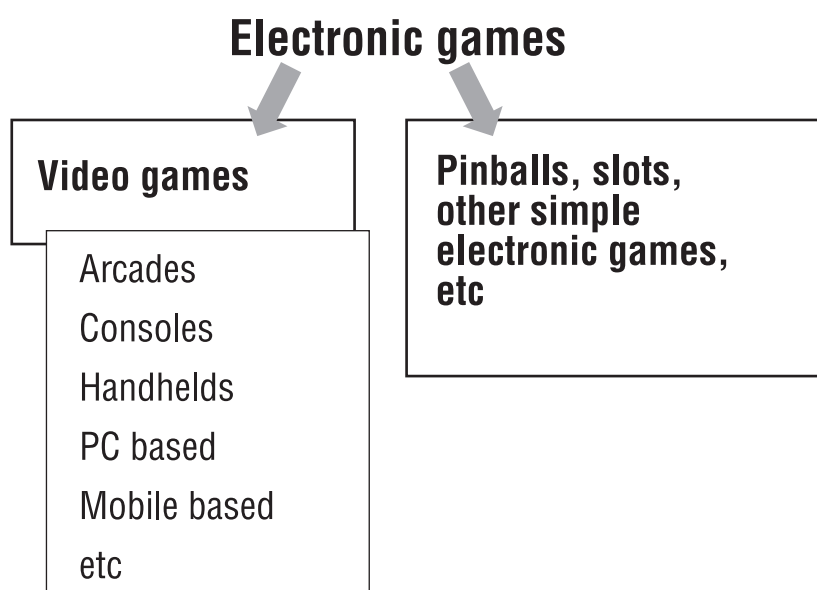 Electronic games
Video games
Arcades
Consoles
Handhelds
PC based
Mobile based
etc
Pinballs, slots,
other simple
electronic games,
etc